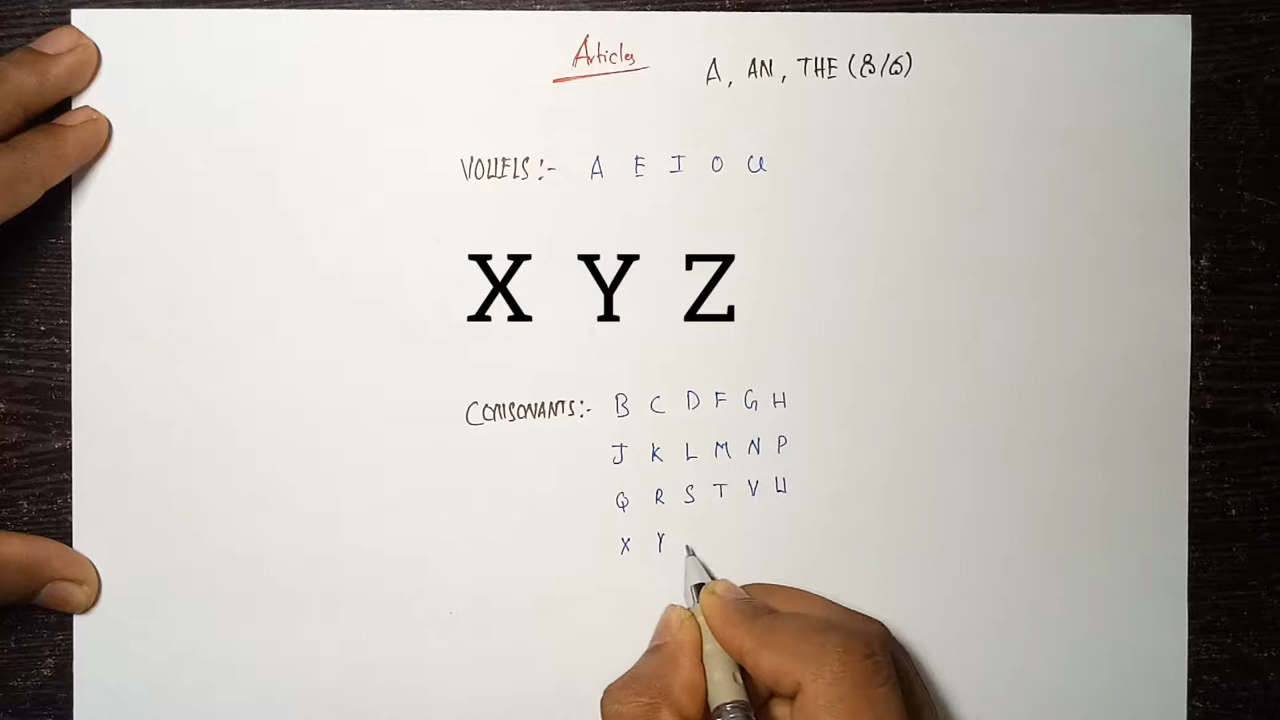 Articles
A, AN, THE (8/6)
VOWELS:- A E I O U
X Y Z
CONSONANTS:- B C D F G H
J K L M N P
Q R S T V W
X Y